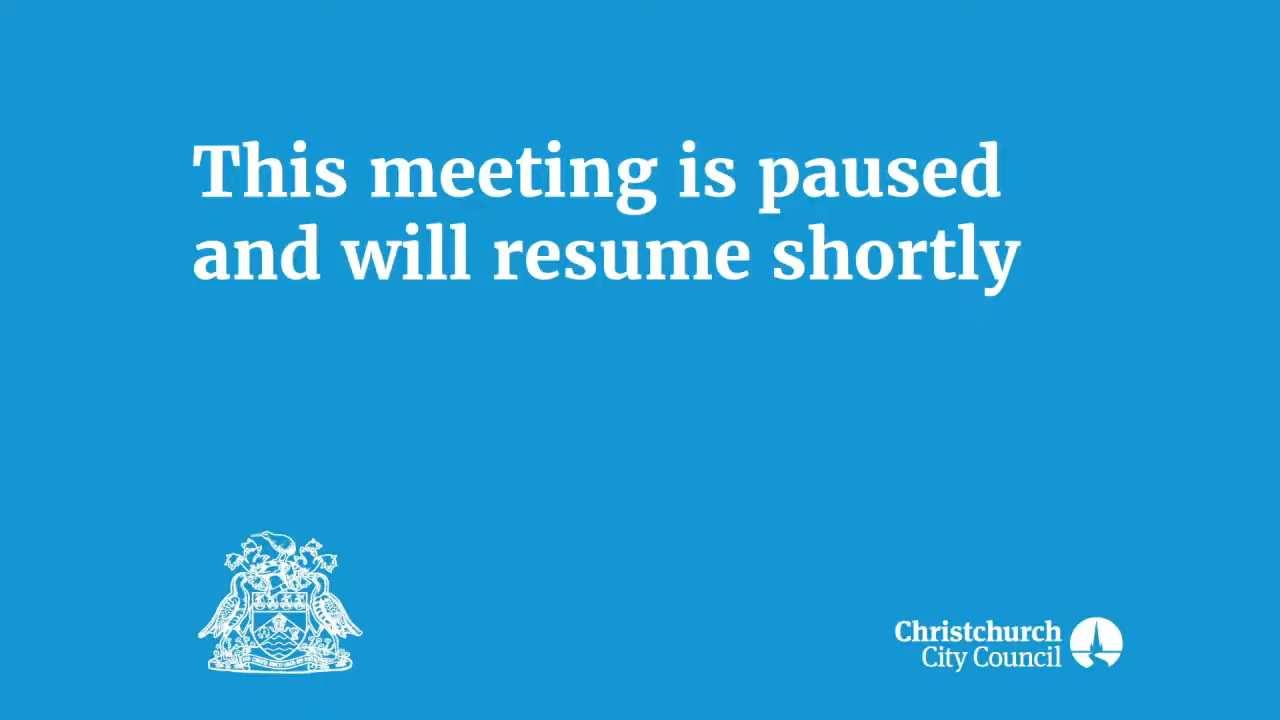 This meeting is paused
and will resume shortly
Christchurch
City Council